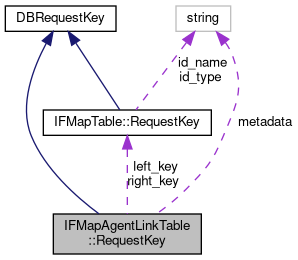 DBRequestKey
string
id_name
id_type
IFMapTable::RequestKey
metadata
left_key
right_key
IFMapAgentLinkTable
::RequestKey